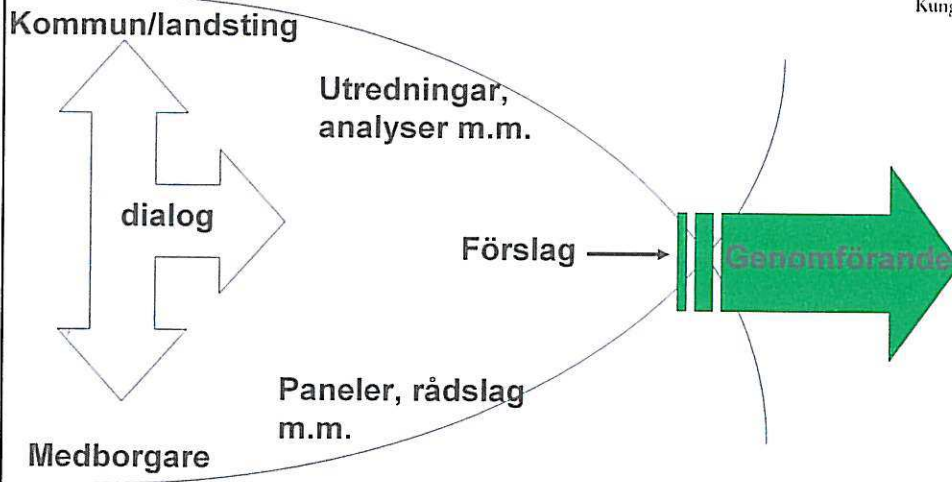 Kommun/landsting
Utredningar,
analyser m.m.
dialog
Förslag
Genomförande
Paneler, rådslag
m.m.
Medborgare